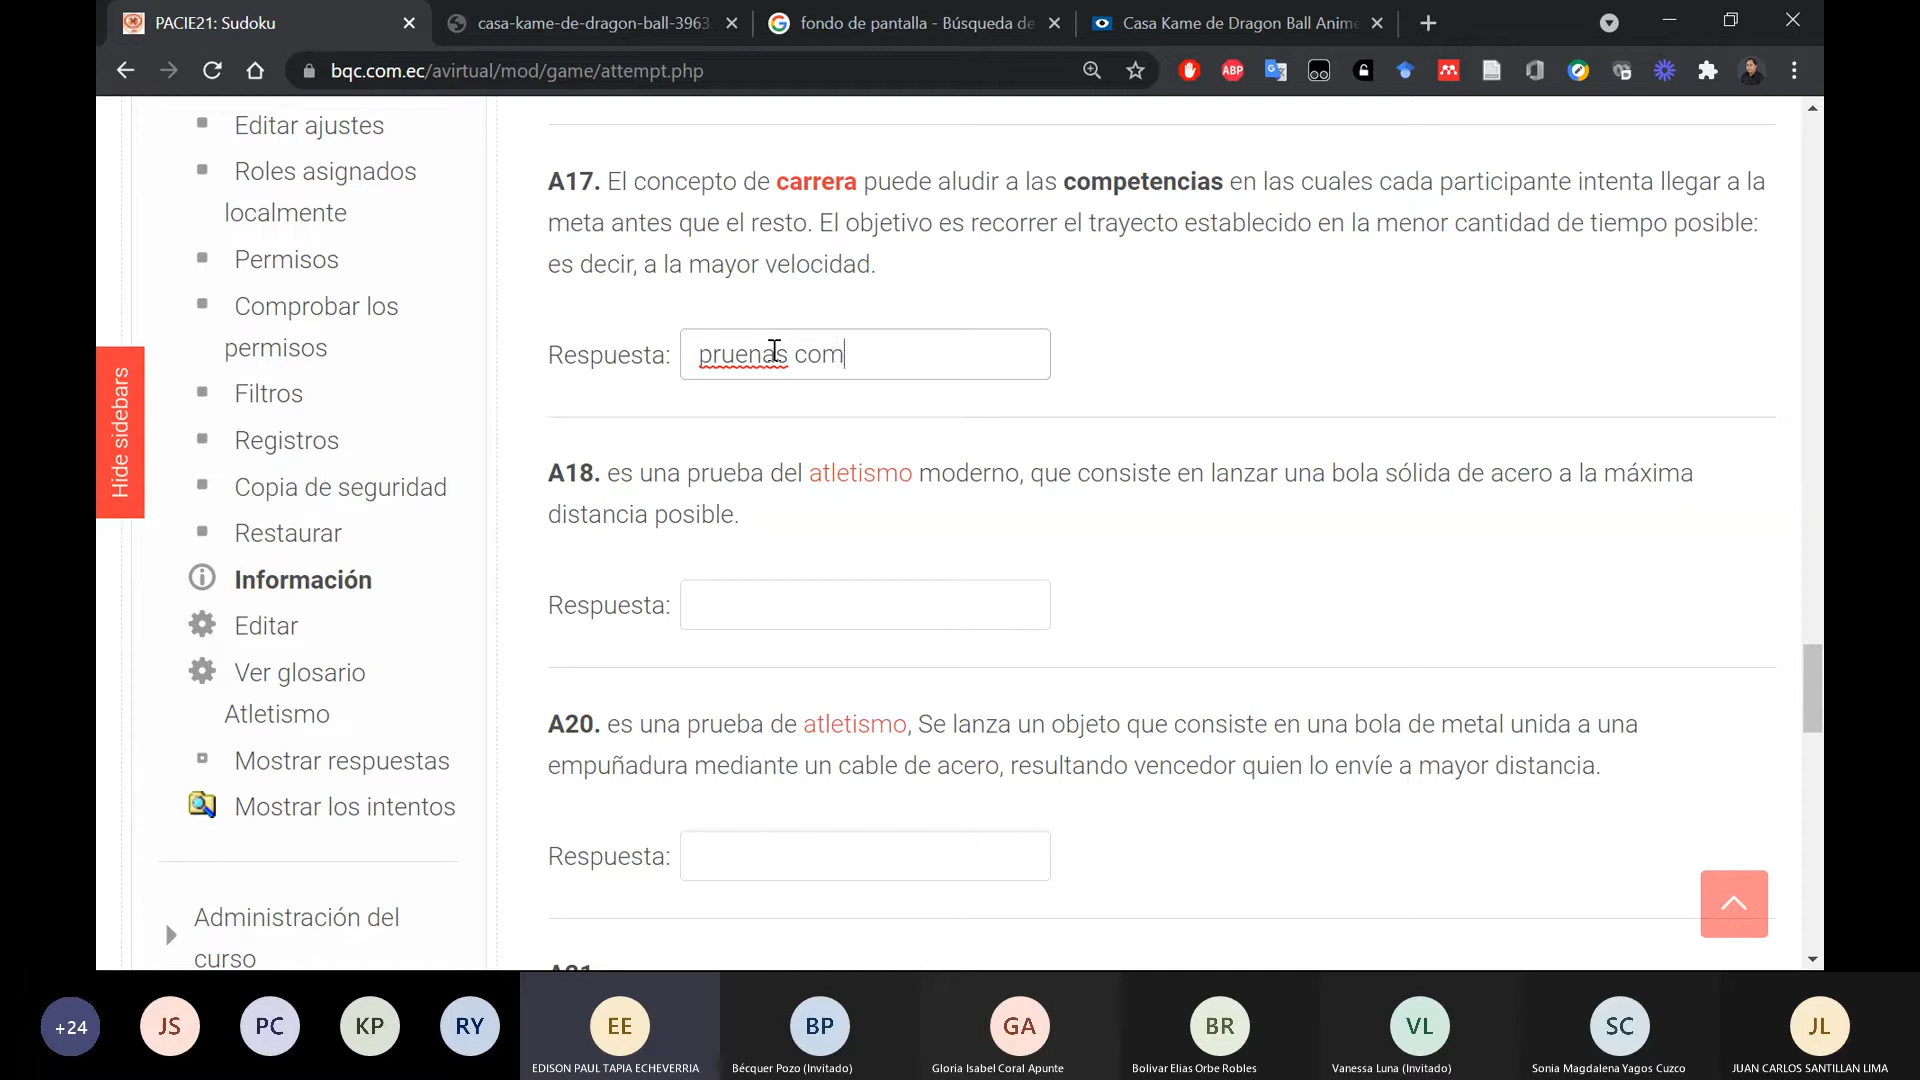 PACIE21: Sudoku
casa-kame-de-dragon-ball-3963
fondo de pantalla - Búsqueda de
Casa Kame de Dragon Ball Anime
bqc.com.ec/avirtual/mod/game/attempt.php
ABP
Hide sidebars
Editar ajustes
Roles asignados
localmente
Permisos
Comprobar los
permisos
Filtros
Registros
Copia de seguridad
Restaurar
Información
Editar
Ver glosario
Atletismo
Mostrar respuestas
Mostrar los intentos
Administración del
curso
A17. El concepto de carrera puede aludir a las competencias en las cuales cada participante intenta llegar a la
meta antes que el resto. El objetivo es recorrer el trayecto establecido en la menor cantidad de tiempo posible:
es decir, a la mayor velocidad.
Respuesta: pruenas com
A18. es una prueba del atletismo moderno, que consiste en lanzar una bola sólida de acero a la máxima
distancia posible.
Respuesta:
A20. es una prueba de atletismo, Se lanza un objeto que consiste en una bola de metal unida a una
empuñadura mediante un cable de acero, resultando vencedor quien lo envíe a mayor distancia.
Respuesta:
A21.
+24
JS
PC
KP
RY
EE
BP
GA
BR
VL
SC
JL
EDISON PAUL TAPIA ECHEVERRIA
Bécquer Pozo (Invitado)
Gloria Isabel Coral Apunte
Bolivar Elias Orbe Robles
Vanessa Luna (Invitado)
Sonia Magdalena Yagos Cuzco
JUAN CARLOS SANTILLAN LIMA